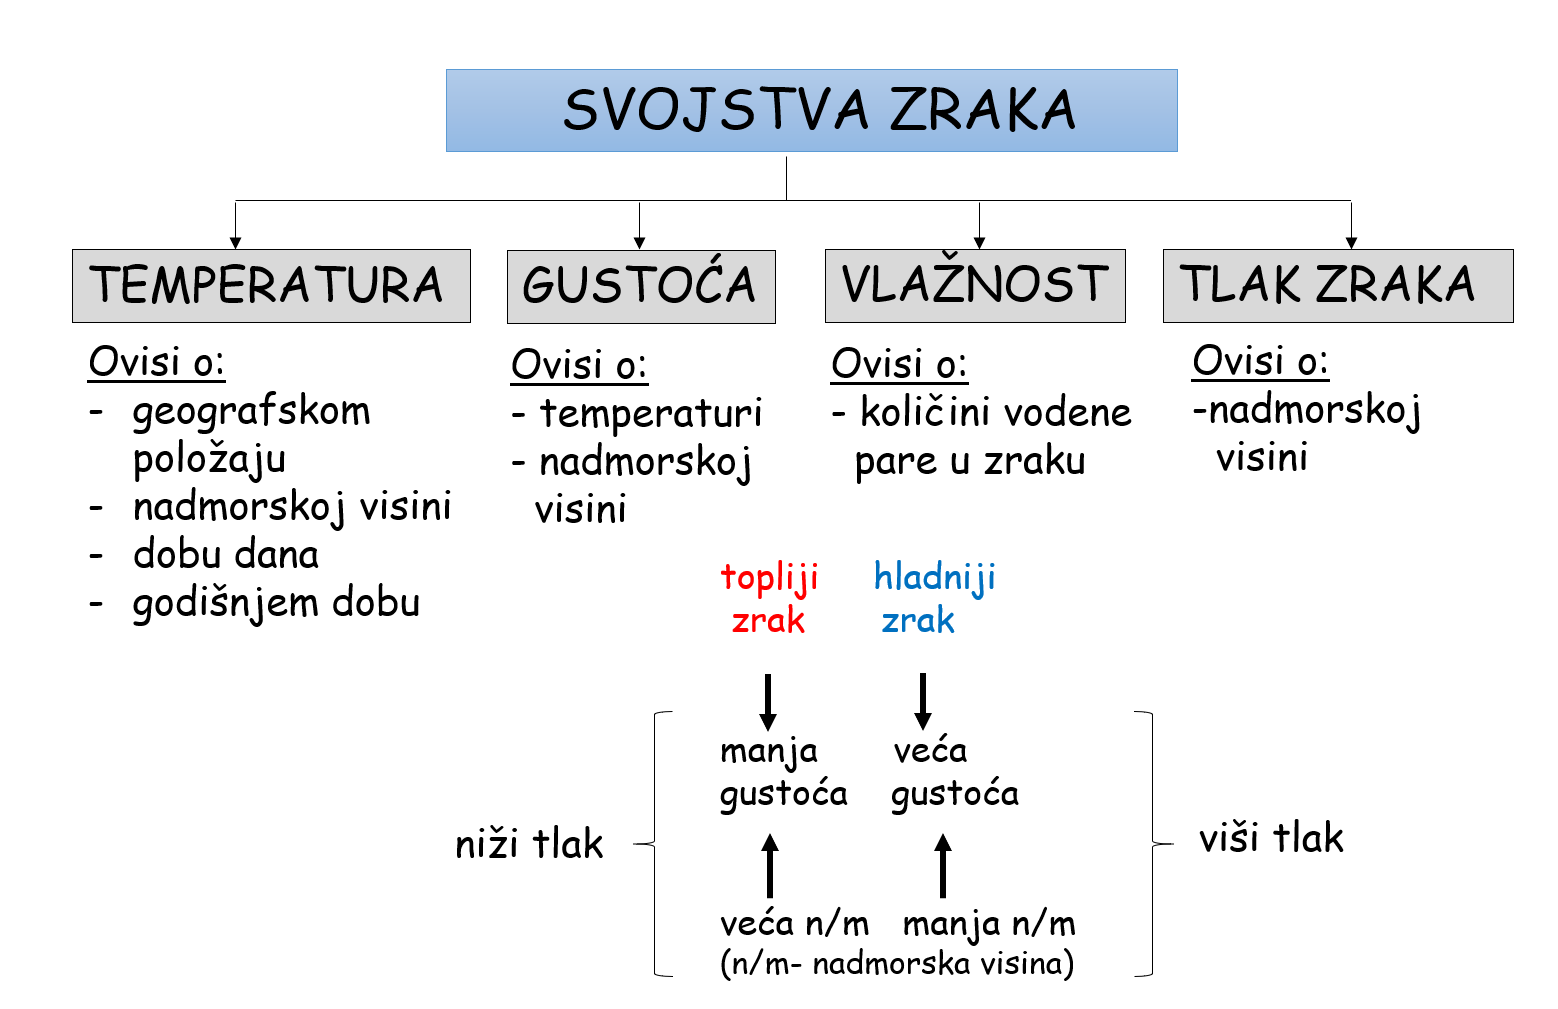 SVOJSTVA ZRAKA
TEMPERATURA
Ovisi o:
- geografskom
položaju
- nadmorskoj visini
- dobu dana
- godišnjem dobu
GUSTOĆA
Ovisi o:
- temperaturi
- nadmorskoj
visini
VLAŽNOST
Ovisi o:
- količini vodene
pare u zraku
TLAK ZRAKA
Ovisi o:
-nadmorskoj
visini
topliji
zrak
hladniji
zrak
manja
gustoća
veća
gustoća
niži tlak
viši tlak
veća n/m
manja n/m
(n/m- nadmorska visina)